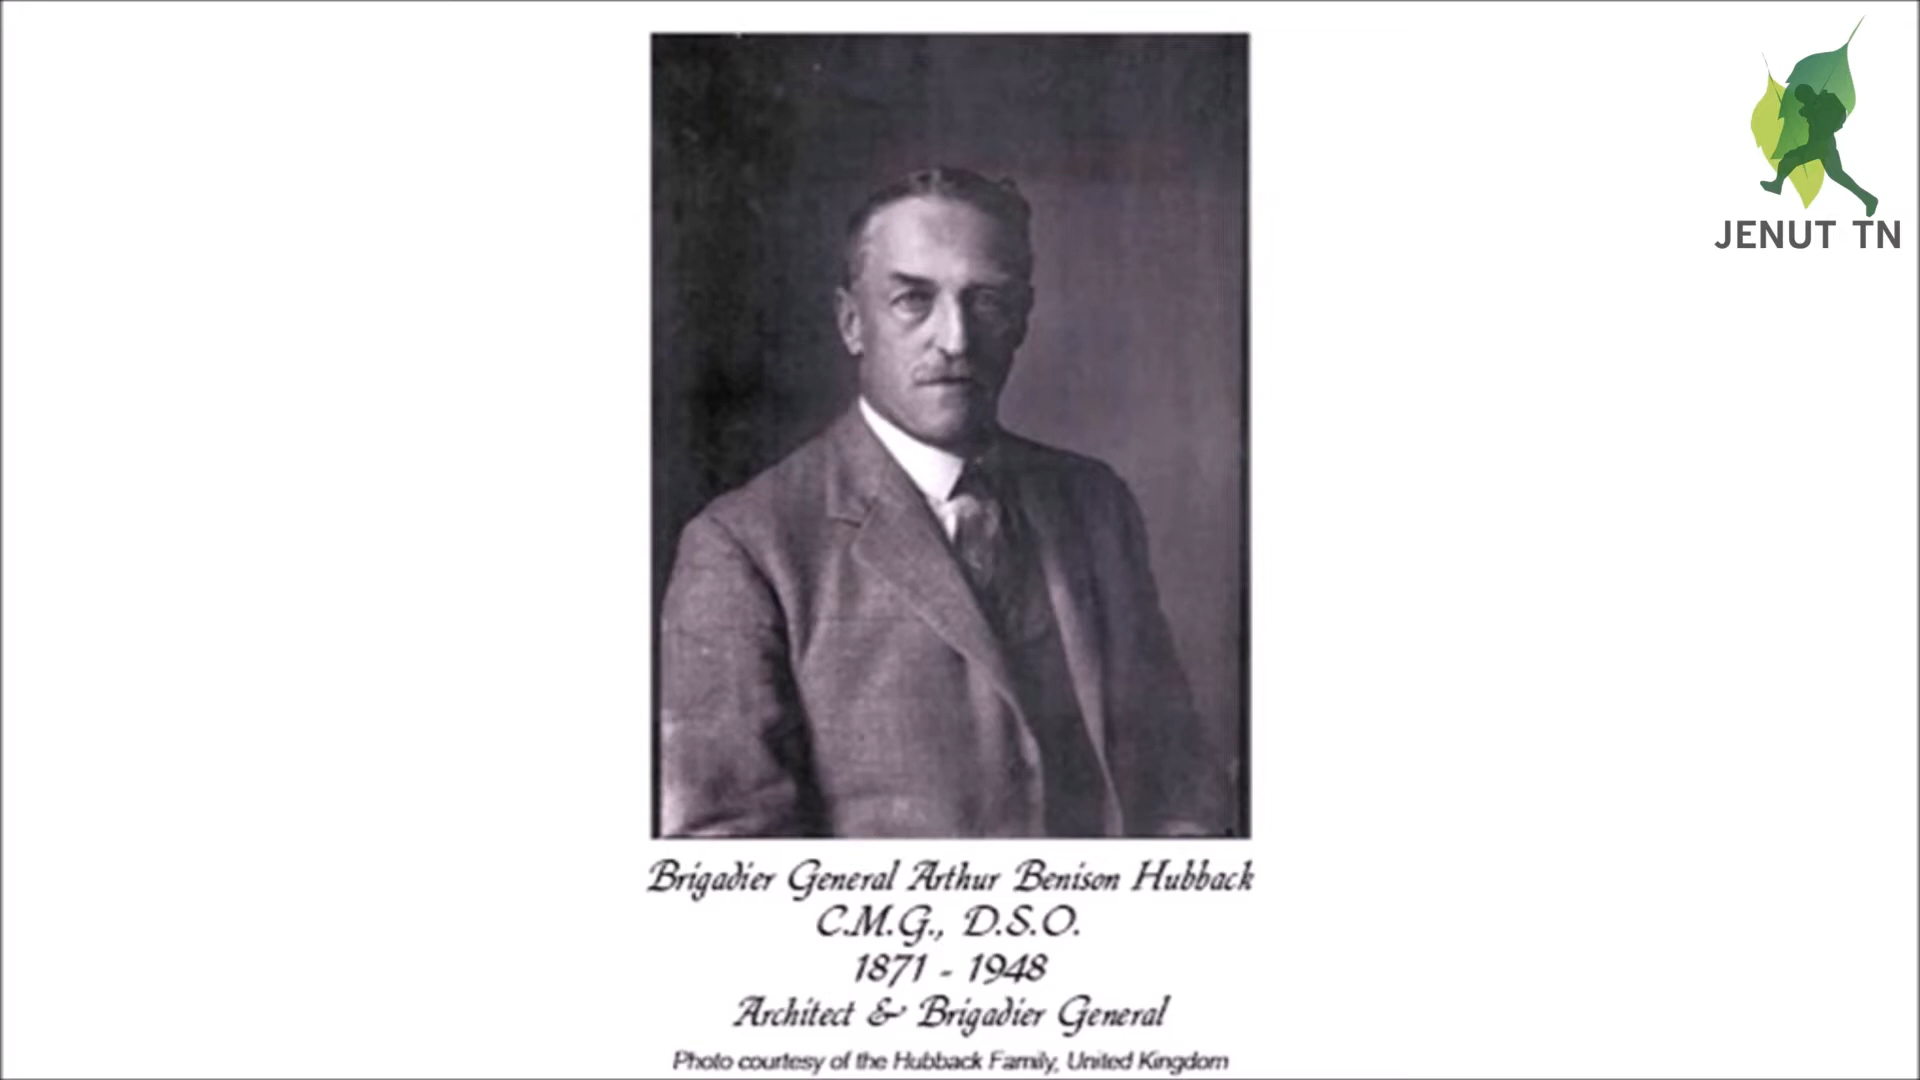 JENUT TN
Brigadier General Arthur Benison Hubback
C.M.G., D.S.O.
1871 - 1948
Architect & Brigadier General
Photo courtesy of the Hubback Family, United Kingdom